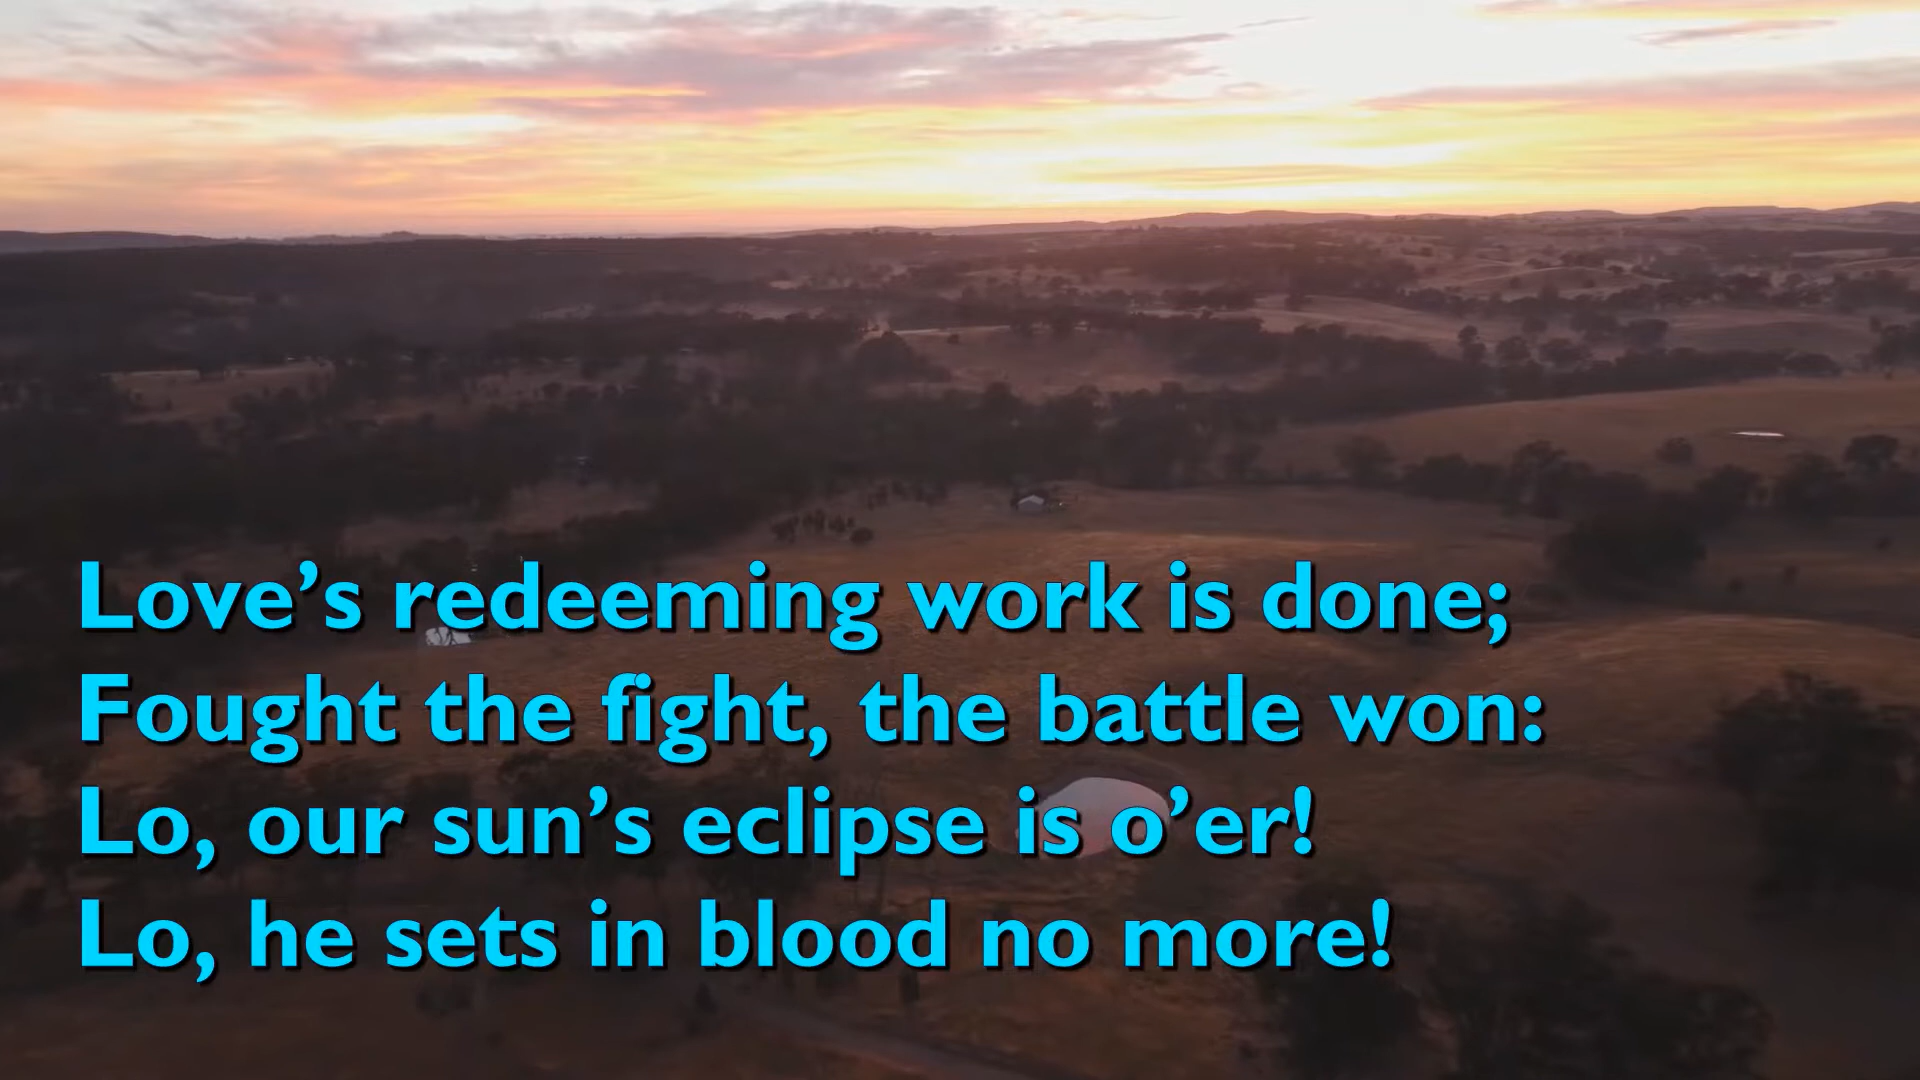 Love’s redeeming work is done;
Fought the fight, the battle won:
Lo, our sun’s eclipse is o’er!
Lo, he sets in blood no more!